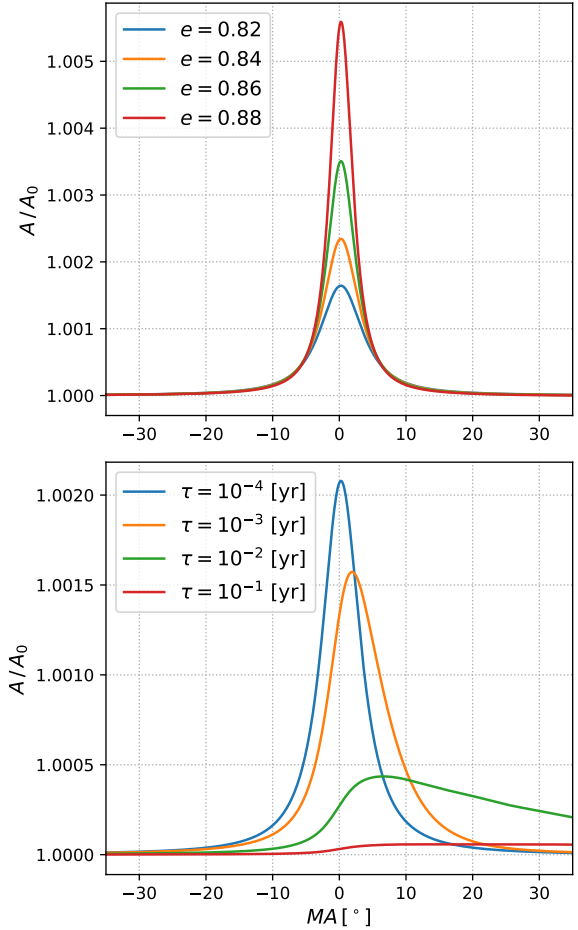 e = 0.82
e = 0.84
e = 0.86
e = 0.88
1.005
1.004
1.003
1.002
1.001
1.000
A / A₀
−30 −20 −10 0 10 20 30
τ = 10⁻⁴ [yr]
τ = 10⁻³ [yr]
τ = 10⁻² [yr]
τ = 10⁻¹ [yr]
1.0020
1.0015
1.0010
1.0005
1.0000
A / A₀
−30 −20 −10 0 10 20 30
MA [°]